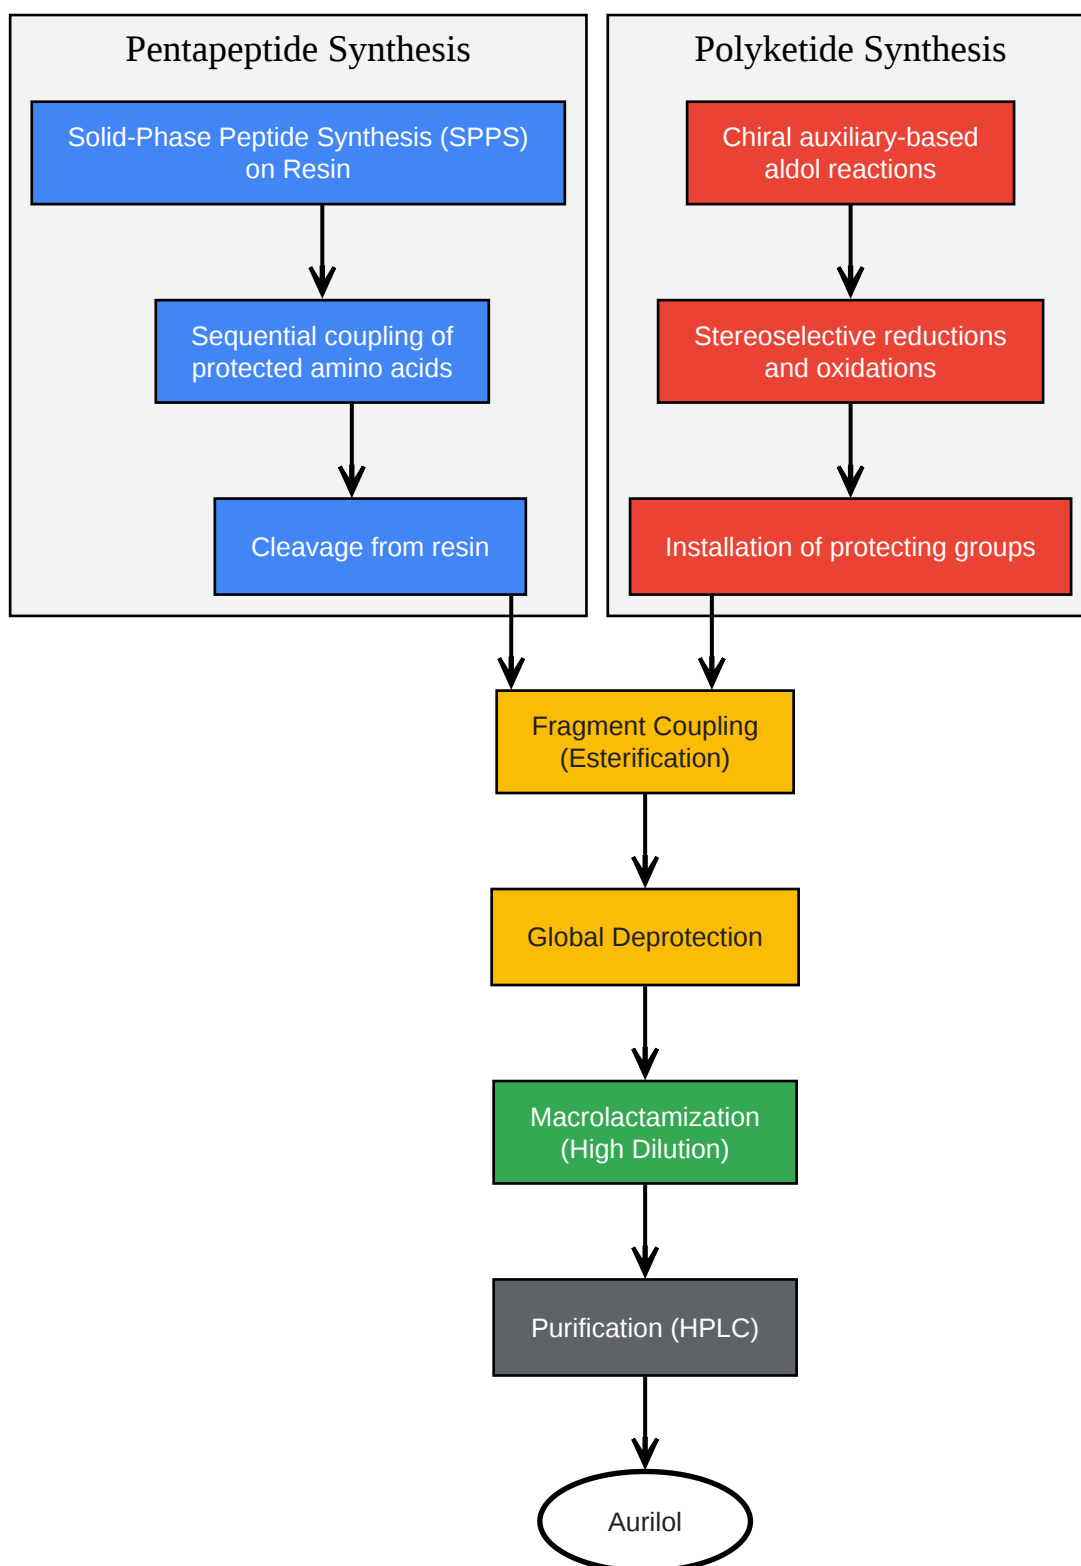 Pentapeptide Synthesis
Solid-Phase Peptide Synthesis (SPPS)
on Resin
Sequential coupling of
protected amino acids
Cleavage from resin
Polyketide Synthesis
Chiral auxiliary-based
aldol reactions
Stereoselective reductions
and oxidations
Installation of protecting groups
Fragment Coupling
(Esterification)
Global Deprotection
Macrolactamization
(High Dilution)
Purification (HPLC)
Aurilol